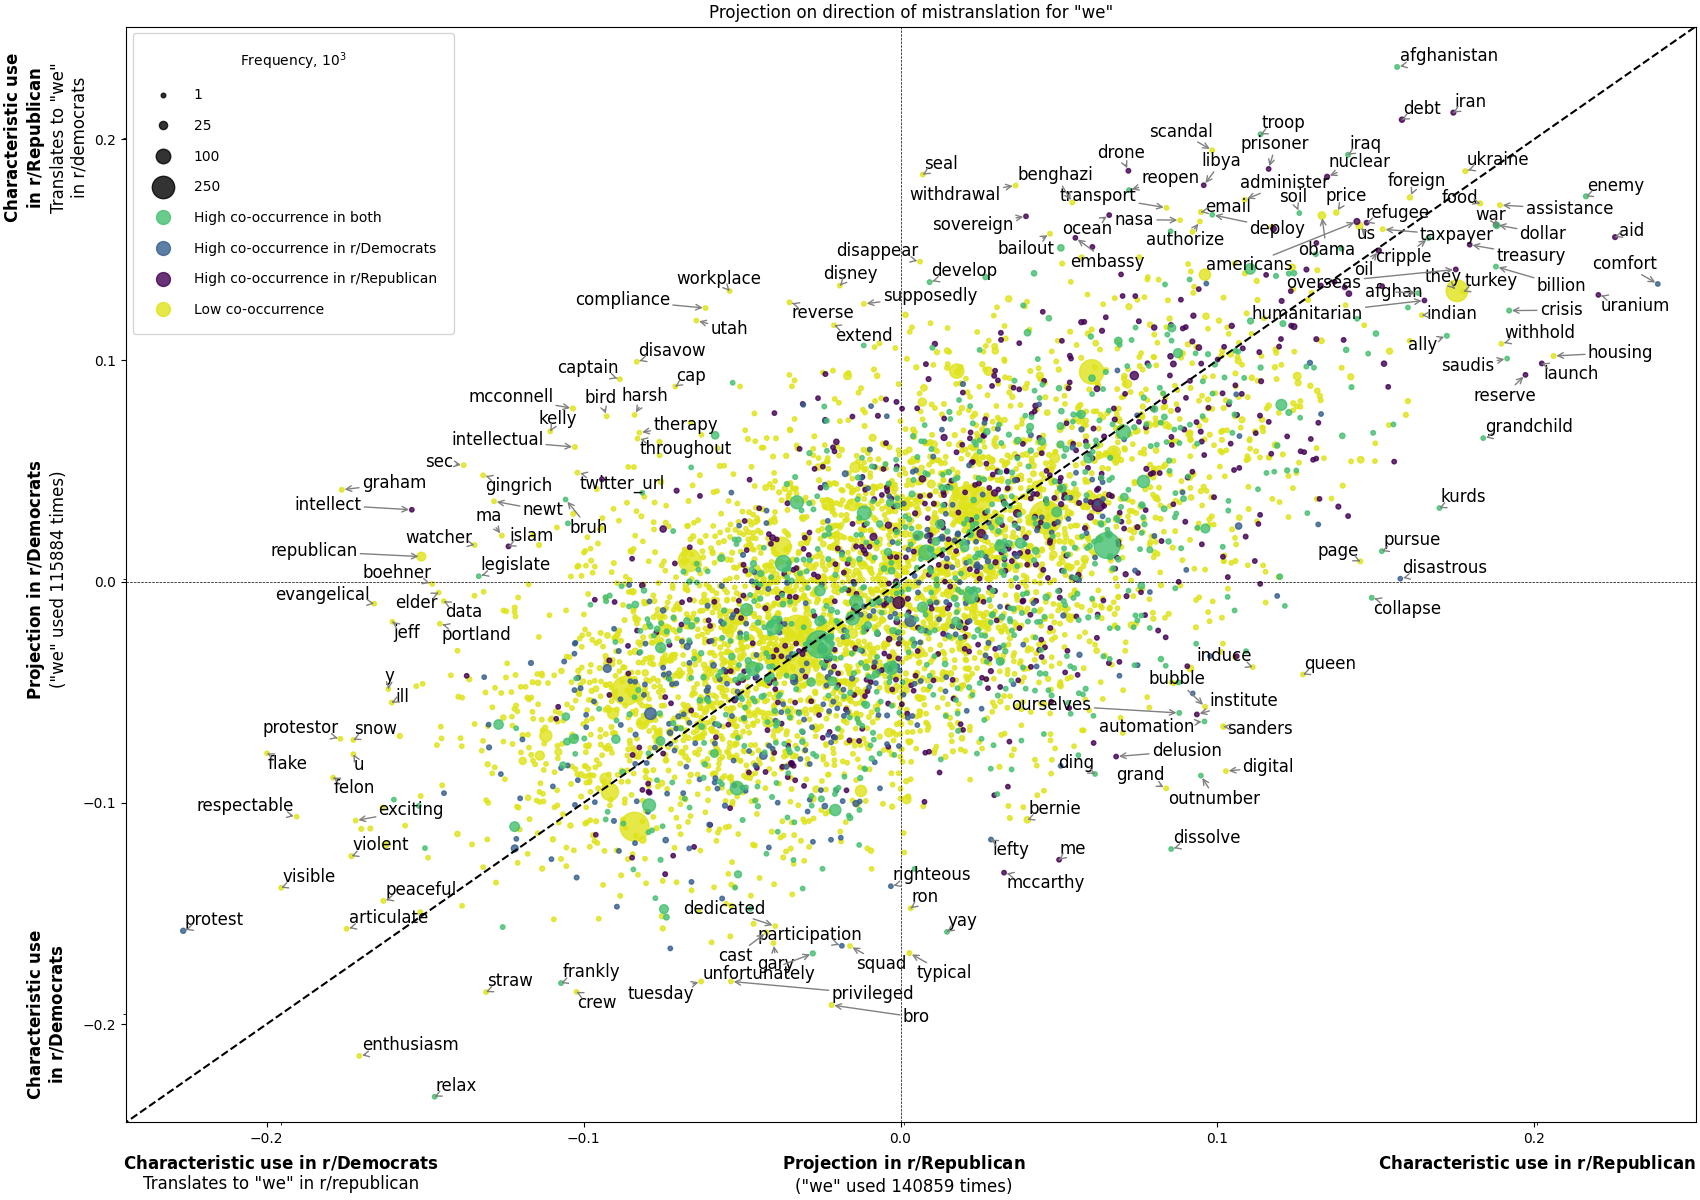 Projection on direction of mistranslation for "we"
Characteristic use
in r/Republican
Translates to "we"
in r/democrats
Projection in r/Democrats
("we" used 115884 times)
Characteristic use
in r/Democrats
Frequency, 10³
1
25
100
250
High co-occurrence in both
High co-occurrence in r/Democrats
High co-occurrence in r/Republican
Low co-occurrence
0.2
0.1
0.0
−0.1
−0.2
afghanistan
iran
debt
troop
scandal
prisoner
iraq
drone
libya
nuclear
ukraine
seal
benghazi
reopen
administer
foreign
enemy
withdrawal
transport
soil
price
food
assistance
sovereign
nasa
email
refugee
war
ocean
deploy
us
taxpayer
dollar
aid
bailout
authorize
obama
disappear
embassy
americans
cripple
treasury
disney
develop
oil
they
comfort
workplace
overseas
turkey
billion
compliance
supposedly
afghan
uranium
reverse
humanitarian
indian
crisis
utah
extend
withhold
disavow
ally
housing
captain
cap
saudis
launch
mcconnell
bird
harsh
reserve
kelly
therapy
grandchild
intellectual
throughout
sec
gingrich
twitter_url
graham
kurds
intellect
newt
ma
bruh
watcher
islam
pursue
republican
page
boehner
legislate
disastrous
evangelical
elder
data
collapse
jeff
portland
induce
queen
y
bubble
ill
ourselves
institute
protestor
snow
automation
sanders
flake
u
delusion
ding
digital
felon
grand
respectable
exciting
outnumber
bernie
violent
dissolve
lefty
me
visible
righteous
mccarthy
peaceful
ron
protest
articulate
dedicated
yay
participation
cast
gary
squad
frankly
unfortunately
typical
straw
tuesday
privileged
crew
bro
enthusiasm
relax
−0.2
−0.1
0.0
0.1
0.2
Characteristic use in r/Democrats
Translates to "we" in r/republican
Projection in r/Republican
("we" used 140859 times)
Characteristic use in r/Republican